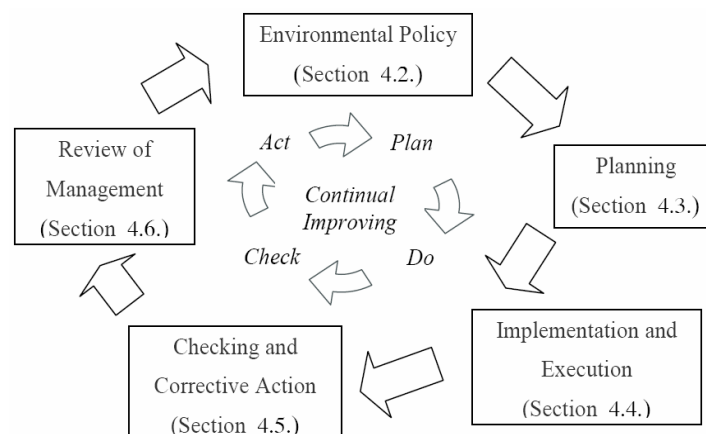 Environmental Policy
(Section 4.2.)
Planning
(Section 4.3.)
Implementation and
Execution
(Section 4.4.)
Checking and
Corrective Action
(Section 4.5.)
Review of
Management
(Section 4.6.)
Act
Plan
Continual
Improving
Check
Do